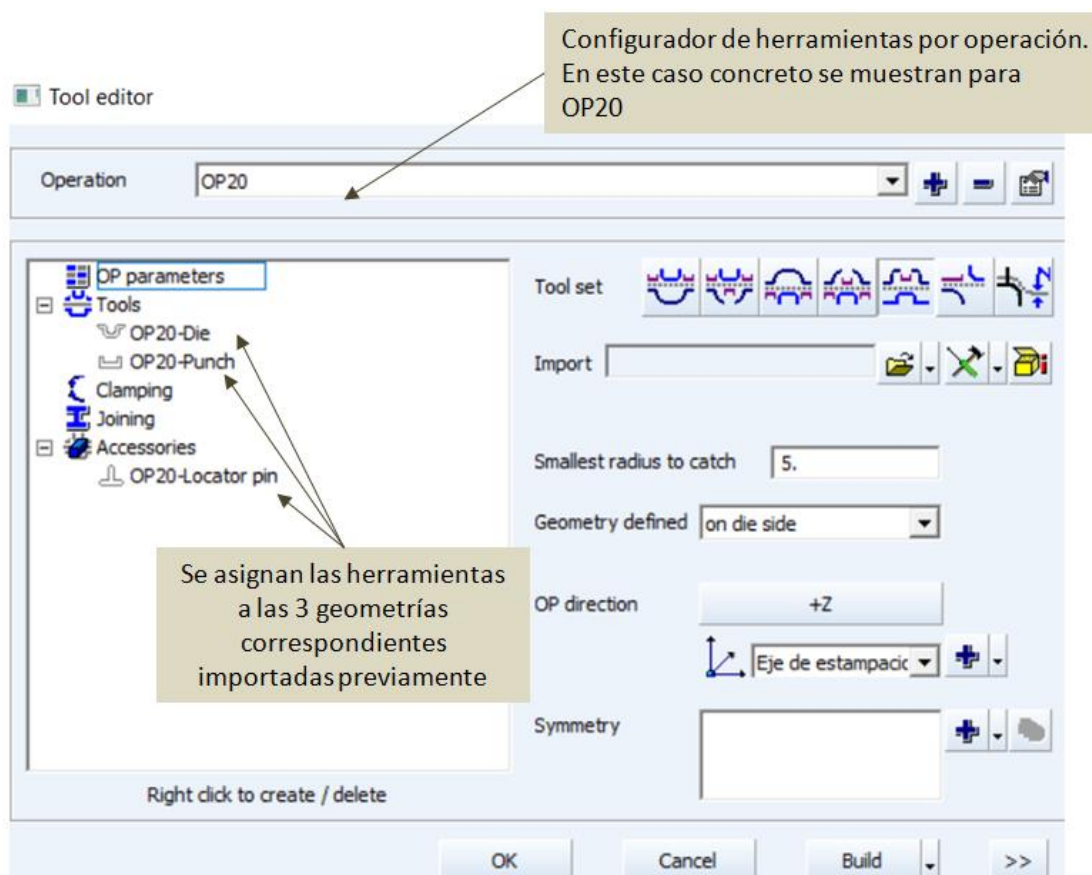 Configurador de herramientas por operación.
En este caso concreto se muestran para
OP20
Tool editor
Operation
OP20
OP parameters
Tools
OP20-Die
OP20-Punch
Clamping
Joining
Accessories
OP20-Locator pin
Se asignan las herramientas
a las 3 geometrías
correspondientes
importadas previamente
Right click to create / delete
Tool set
Import
Smallest radius to catch
5.
Geometry defined
on die side
OP direction
+Z
Eje de estampacic
Symmetry
OK
Cancel
Build
>>